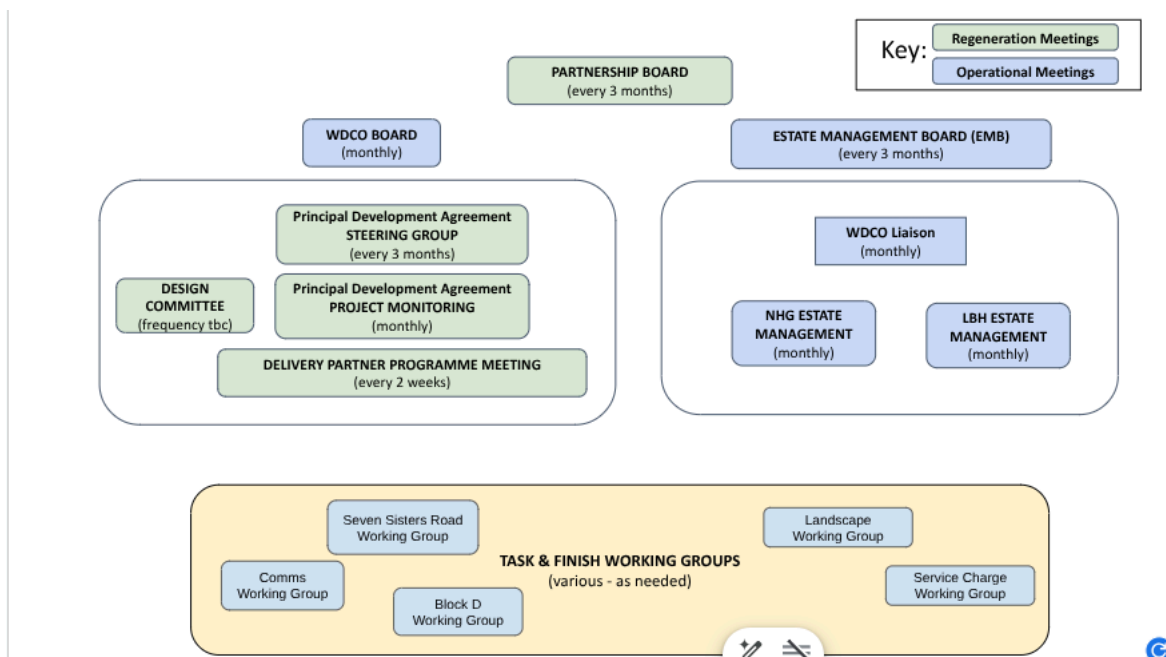 Key:
Regeneration Meetings
Operational Meetings
PARTNERSHIP BOARD
(every 3 months)
WDCO BOARD
(monthly)
ESTATE MANAGEMENT BOARD (EMB)
(every 3 months)
Principal Development Agreement
STEERING GROUP
(every 3 months)
DESIGN
COMMITTEE
(frequency tbc)
Principal Development Agreement
PROJECT MONITORING
(monthly)
DELIVERY PARTNER PROGRAMME MEETING
(every 2 weeks)
WDCO Liaison
(monthly)
NHG ESTATE
MANAGEMENT
(monthly)
LBH ESTATE
MANAGEMENT
(monthly)
Seven Sisters Road
Working Group
Landscape
Working Group
TASK & FINISH WORKING GROUPS
(various - as needed)
Comms
Working Group
Block D
Working Group
Service Charge
Working Group